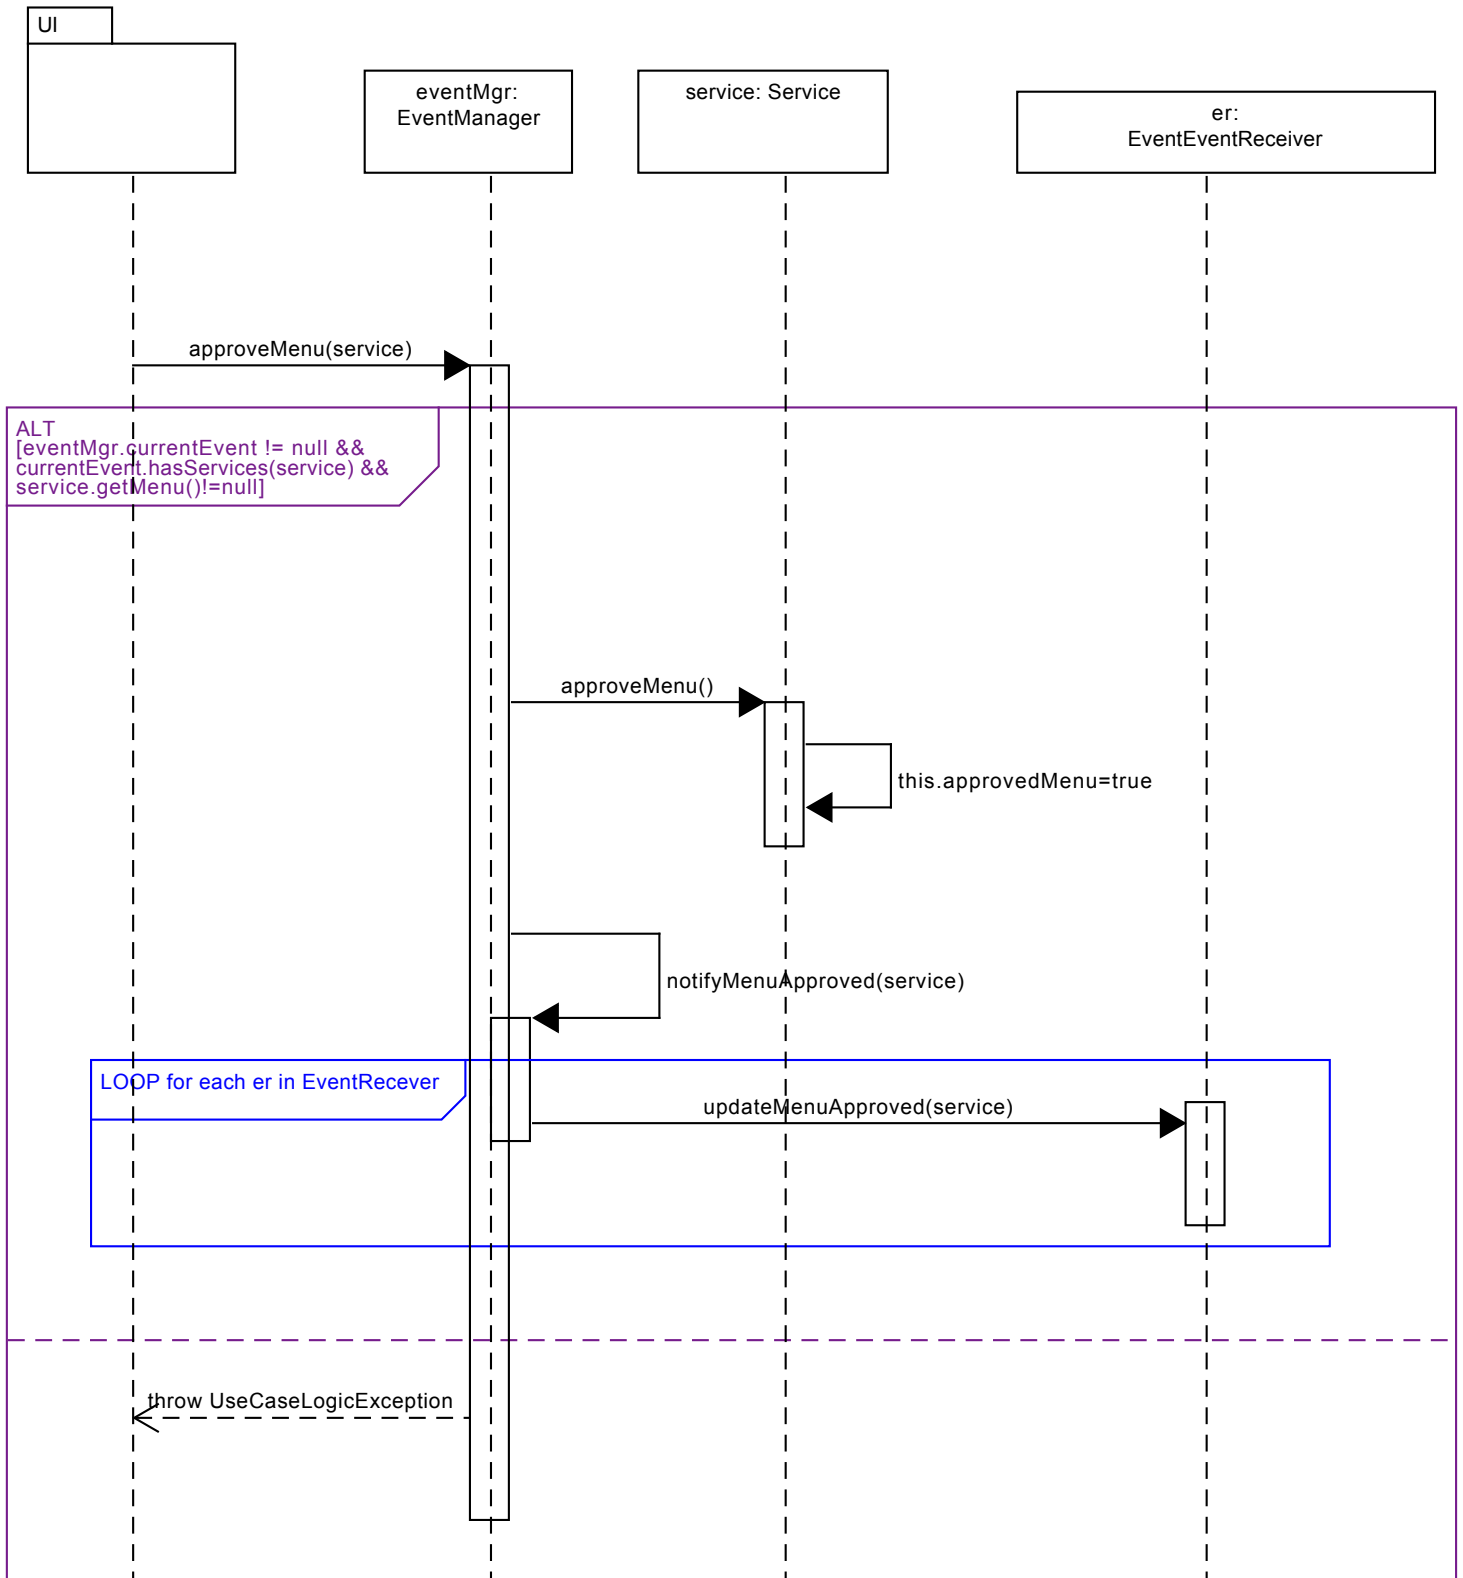 UI
eventMgr:
EventManager
service: Service
er:
EventEventReceiver
approveMenu(service)
ALT
[eventMgr.currentEvent != null &&
currentEvent.hasServices(service) &&
service.getMenu()!=null]
approveMenu()
this.approvedMenu=true
notifyMenuApproved(service)
LOOP for each er in EventRecever
updateMenuApproved(service)
throw UseCaseLogicException